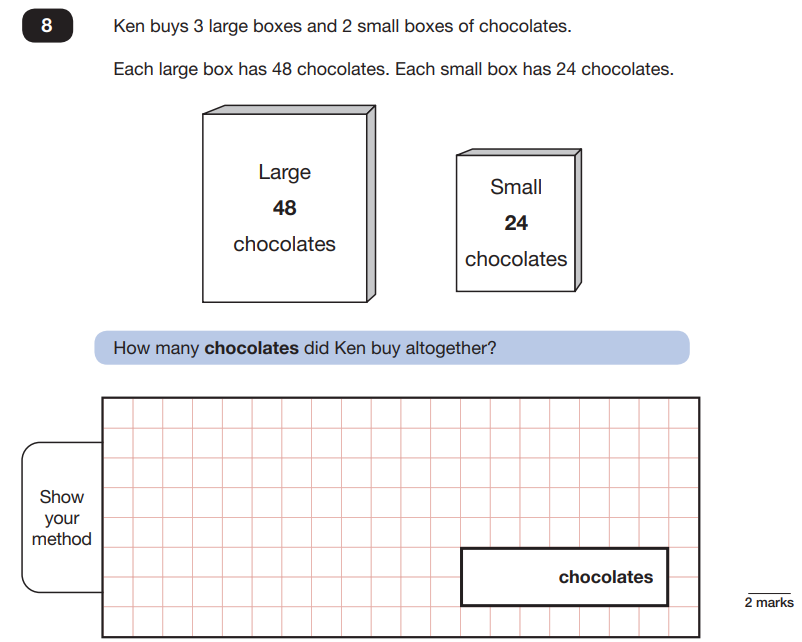 8
Ken buys 3 large boxes and 2 small boxes of chocolates.
Each large box has 48 chocolates. Each small box has 24 chocolates.
Large
48
chocolates
Small
24
chocolates
How many chocolates did Ken buy altogether?
Show
your
method
chocolates
2 marks